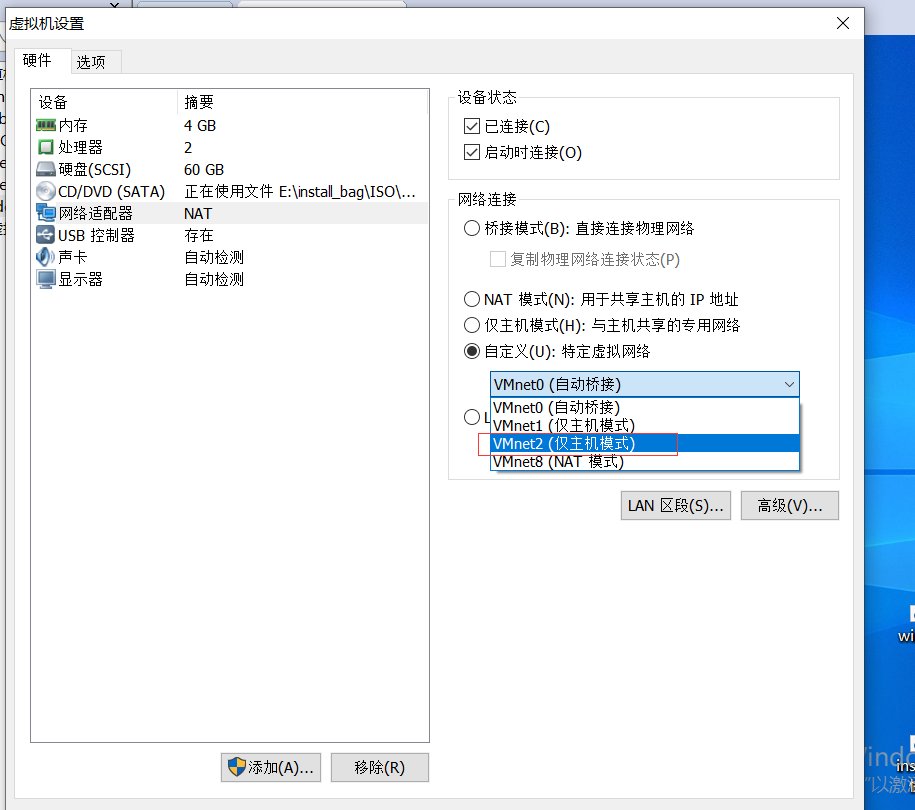 虚拟机设置
硬件 选项
设备 摘要
内存 4 GB
处理器 2
硬盘(SCSI) 60 GB
CD/DVD (SATA) 正在使用文件 E:\install_bag\ISO\...
网络适配器 NAT
USB 控制器 存在
声卡 自动检测
显示器 自动检测
添加(A)...
移除(R)
设备状态
已连接(C)
启动时连接(O)
网络连接
桥接模式(B): 直接连接物理网络
复制物理网络连接状态(P)
NAT 模式(N): 用于共享主机的 IP 地址
仅主机模式(H): 与主机共享的专用网络
自定义(U): 特定虚拟网络
VMnet0 (自动桥接)
VMnet0 (自动桥接)
VMnet1 (仅主机模式)
VMnet2 (仅主机模式)
VMnet8 (NAT 模式)
L
LAN 区段(S)...
高级(V)...
wi
indo
ins
"以激